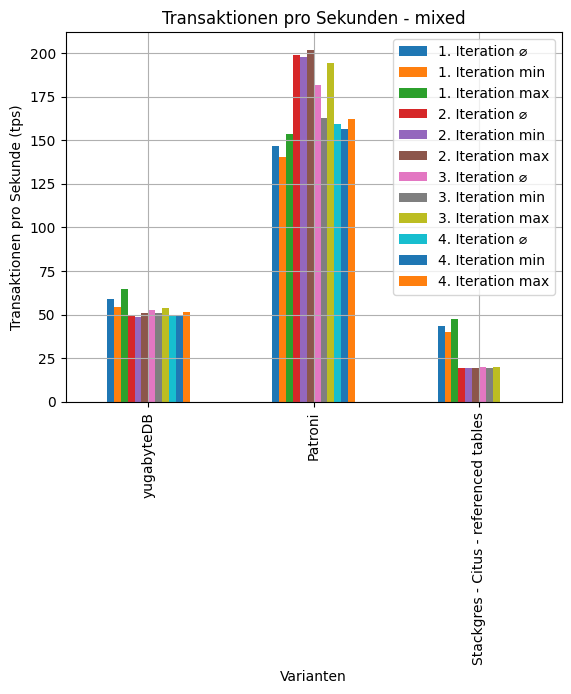 Transaktionen pro Sekunden - mixed
Transaktionen pro Sekunde (tps)
200
175
150
125
100
75
50
25
0
1. Iteration ⌀
1. Iteration min
1. Iteration max
2. Iteration ⌀
2. Iteration min
2. Iteration max
3. Iteration ⌀
3. Iteration min
3. Iteration max
4. Iteration ⌀
4. Iteration min
4. Iteration max
yugabyteDB
Patroni
Stackgres - Citus - referenced tables
Varianten